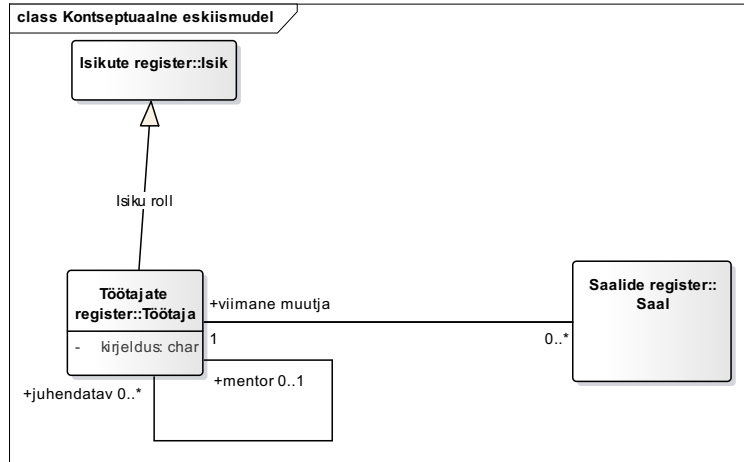 class Kontseptuaalne eskiismudel
Isikute register::Isik
Isiku roll
Töötajate
register::Töötaja
- kirjeldus: char
+viimane muutja
1
0..*
Saalide register::
Saal
+mentor 0..1
+juhendatav 0..*